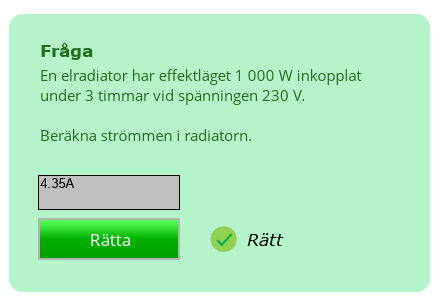 Fråga
En elradiator har effektläget 1 000 W inkopplat
under 3 timmar vid spänningen 230 V.
Beräkna strömmen i radiatorn.
4.35A
Rätta
Rätt